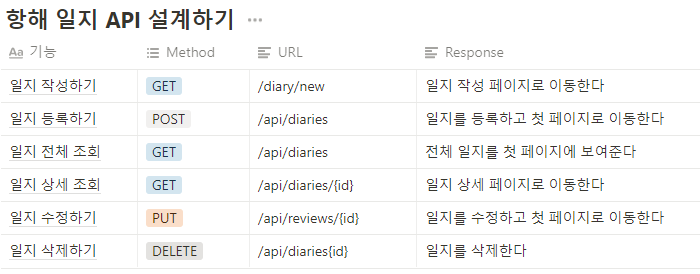 항해 일지 API 설계하기 ···
Aa 기능 Method URL Response
일지 작성하기 GET /diary/new 일지 작성 페이지로 이동한다
일지 등록하기 POST /api/diaries 일지를 등록하고 첫 페이지로 이동한다
일지 전체 조회 GET /api/diaries 전체 일지를 첫 페이지에 보여준다
일지 상세 조회 GET /api/diaries/{id} 일지 상세 페이지로 이동한다
일지 수정하기 PUT /api/reviews/{id} 일지를 수정하고 첫 페이지로 이동한다
일지 삭제하기 DELETE /api/diaries{id} 일지를 삭제한다